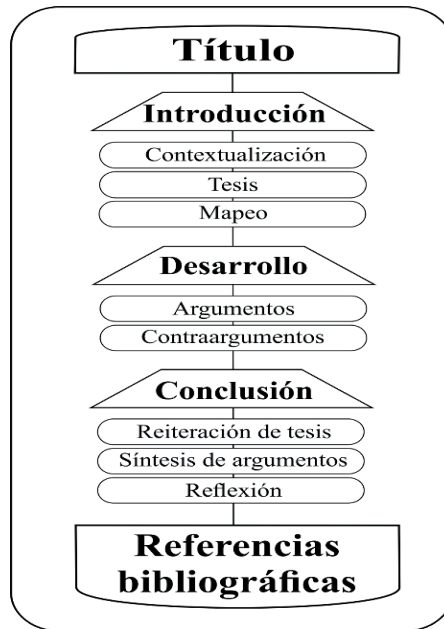 Título
Introducción
Contextualización
Tesis
Mapeo
Desarrollo
Argumentos
Contraargumentos
Conclusión
Reiteración de tesis
Síntesis de argumentos
Reflexión
Referencias
bibliográficas